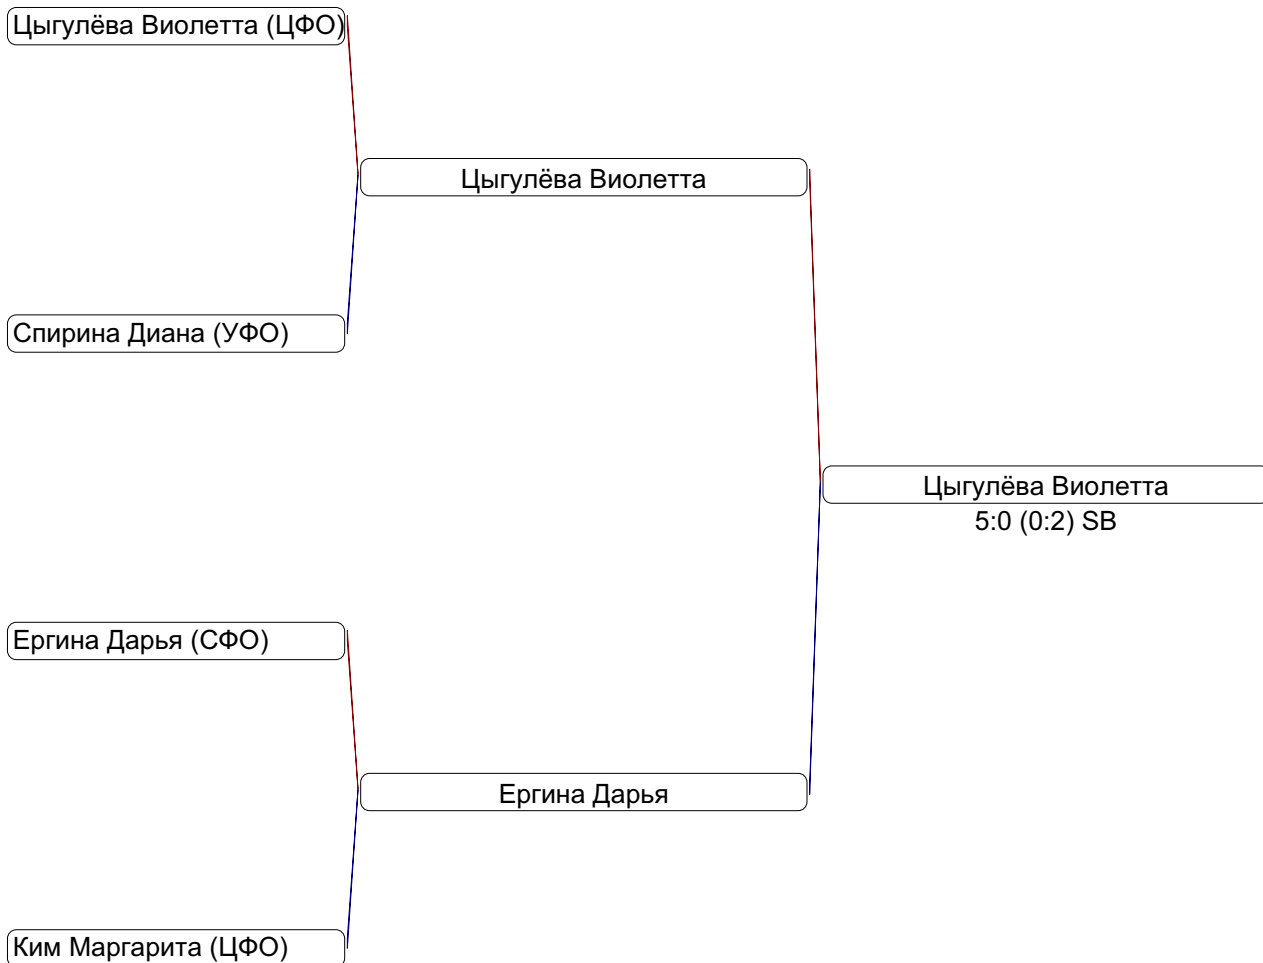 Цыгулёва Виолетта (ЦФО)
Цыгулёва Виолетта
Спирина Диана (УФО)
Цыгулёва Виолетта
5:0 (0:2) SB
Ергина Дарья (СФО)
Ергина Дарья
Ким Маргарита (ЦФО)